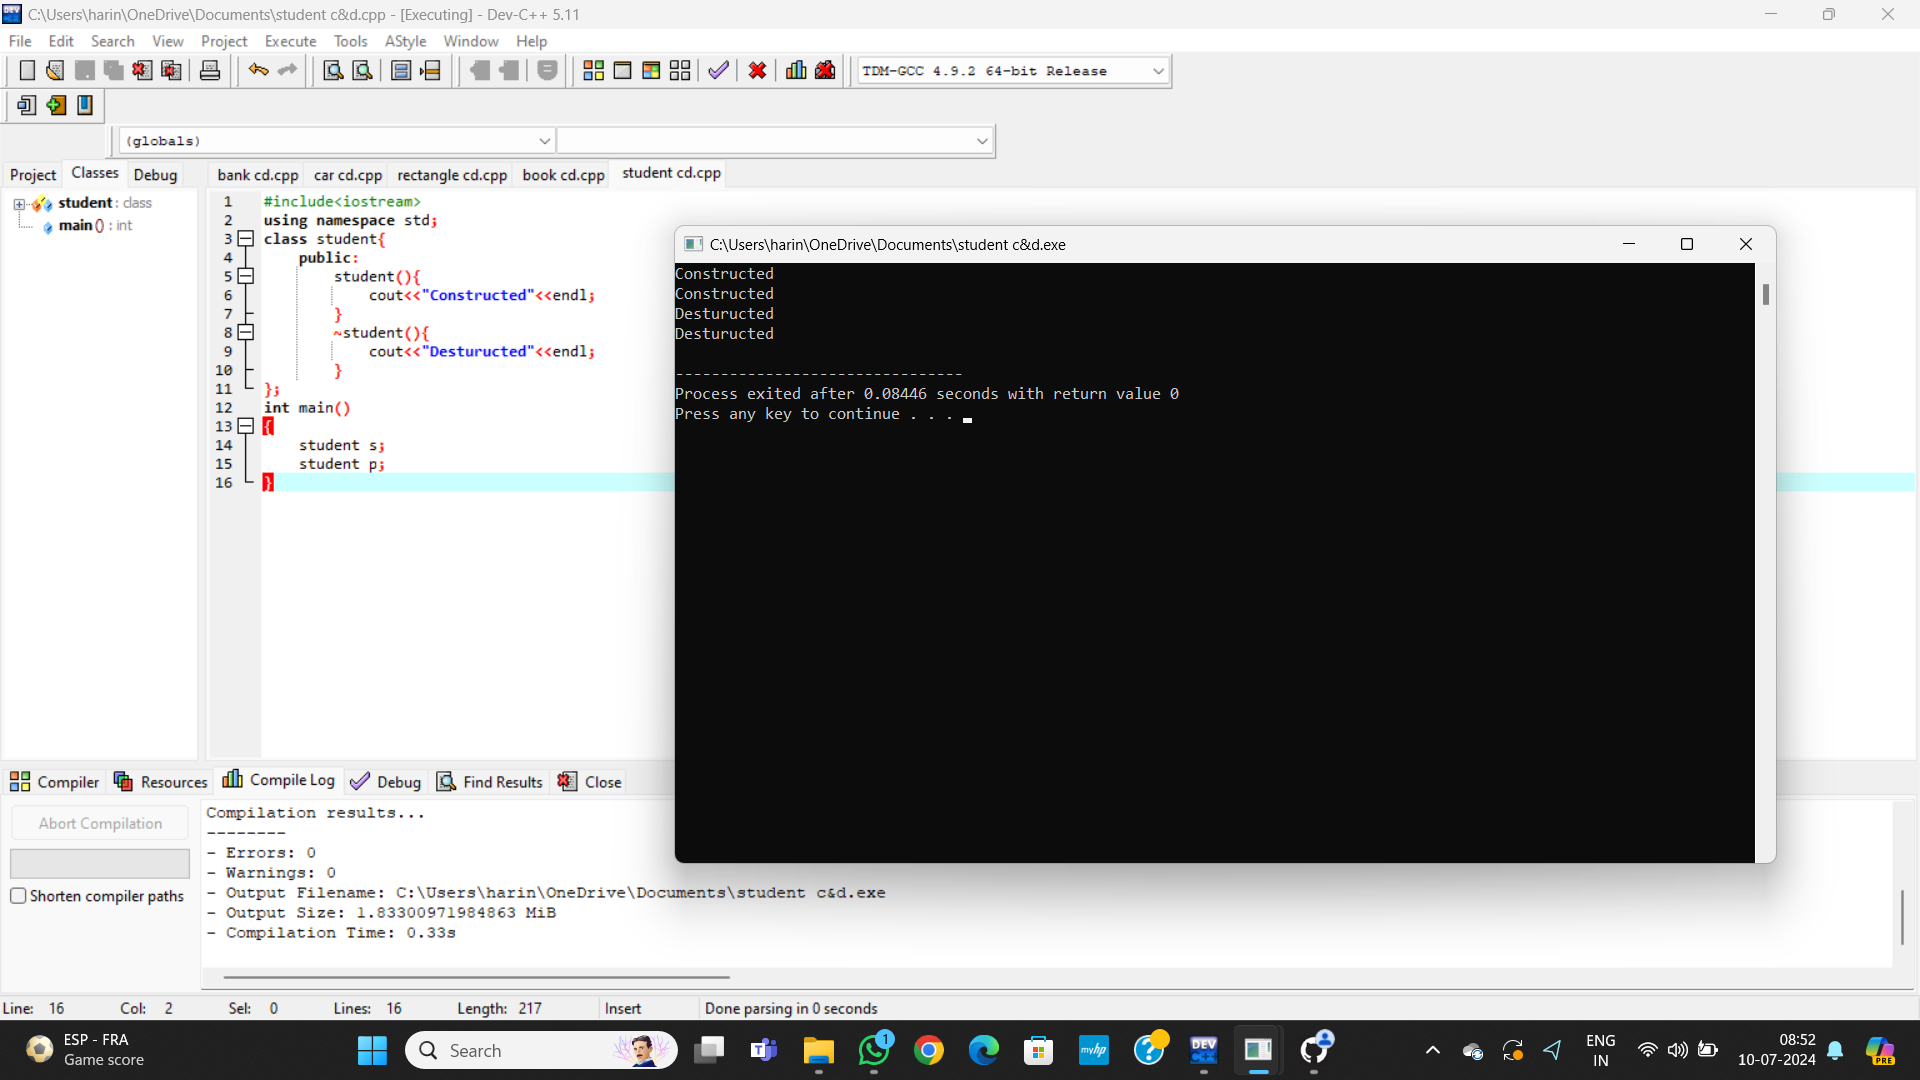 C:\Users\harin\OneDrive\Documents\student c&d.cpp - [Executing] - Dev-C++ 5.11
File Edit Search View Project Execute Tools AStyle Window Help
TDM-GCC 4.9.2 64-bit Release
(globals)
Project Classes Debug
bank cd.cpp car cd.cpp rectangle cd.cpp book cd.cpp student cd.cpp
student : class
main () : int
1 #include<iostream>
2 using namespace std;
3 class student{
4 public:
5 student(){
6 cout<<"Constructed"<<endl;
7 }
8 ~student(){
9 cout<<"Desturucted"<<endl;
10 }
11 };
12 int main()
13 {
14 student s;
15 student p;
16 }
C:\Users\harin\OneDrive\Documents\student c&d.exe
Constructed
Constructed
Desturucted
Desturucted
--------------------------------
Process exited after 0.08446 seconds with return value 0
Press any key to continue . . .
Compiler Resources Compile Log Debug Find Results Close
Abort Compilation
Shorten compiler paths
Compilation results...
--------
- Errors: 0
- Warnings: 0
- Output Filename: C:\Users\harin\OneDrive\Documents\student c&d.exe
- Output Size: 1.83300971984863 MiB
- Compilation Time: 0.33s
Line: 16 Col: 2 Sel: 0 Lines: 16 Length: 217 Insert Done parsing in 0 seconds
ESP - FRA
Game score
Search
1
myhp
DEV
ENG
IN
08:52
10-07-2024
PRE